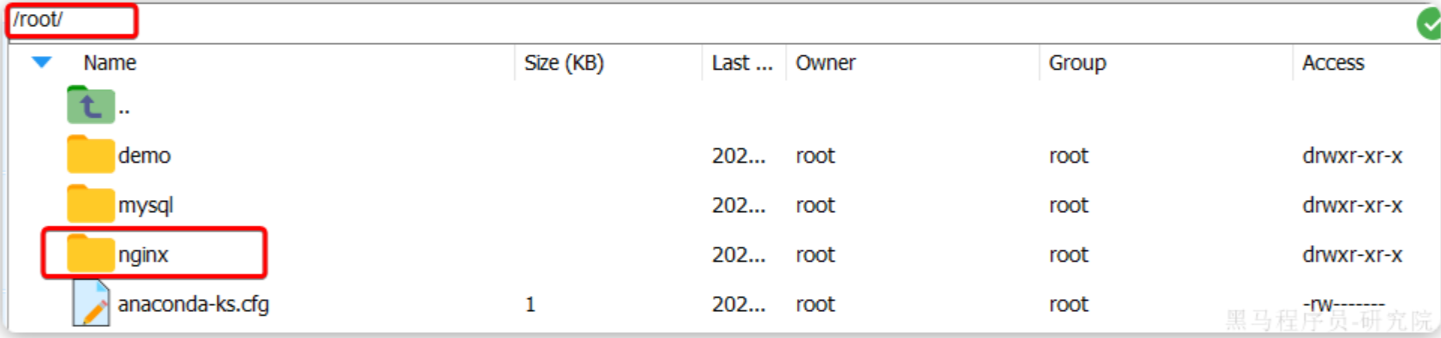 /root/
Name Size (KB) Last ... Owner Group Access
..
demo 202... root root drwxr-xr-x
mysql 202... root root drwxr-xr-x
nginx 202... root root drwxr-xr-x
anaconda-ks.cfg 1 202... root root -rw-------
黑马程序员-研究院